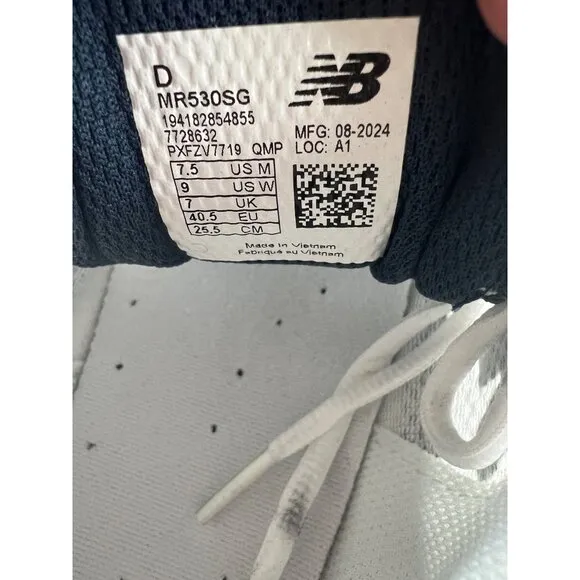 D
NB
MR530SG
194182854855
7728632
PXFZV7719 QMP
MFG: 08-2024
LOC: A1
7.5 US M
9 US W
7 UK
40.5 EU
25.5 CM
Made in Vietnam
Fabriqué au Vietnam